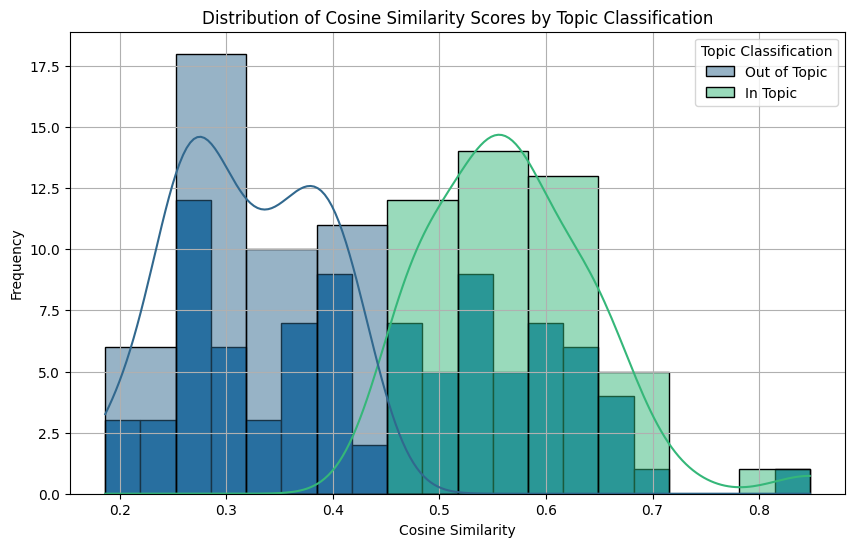 Distribution of Cosine Similarity Scores by Topic Classification
Topic Classification
Out of Topic
In Topic
Frequency
17.5
15.0
12.5
10.0
7.5
5.0
2.5
0.0
0.2
0.3
0.4
0.5
0.6
0.7
0.8
Cosine Similarity